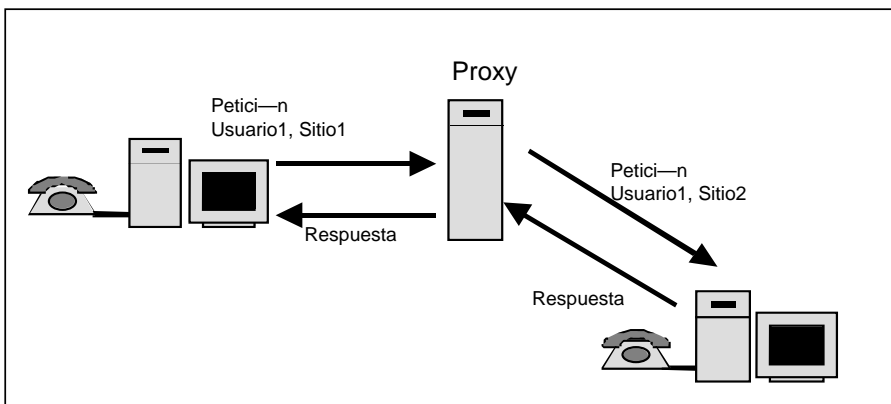 Proxy
Petici—n
Usuario1, Sitio1
Petici—n
Usuario1, Sitio2
Respuesta
Respuesta